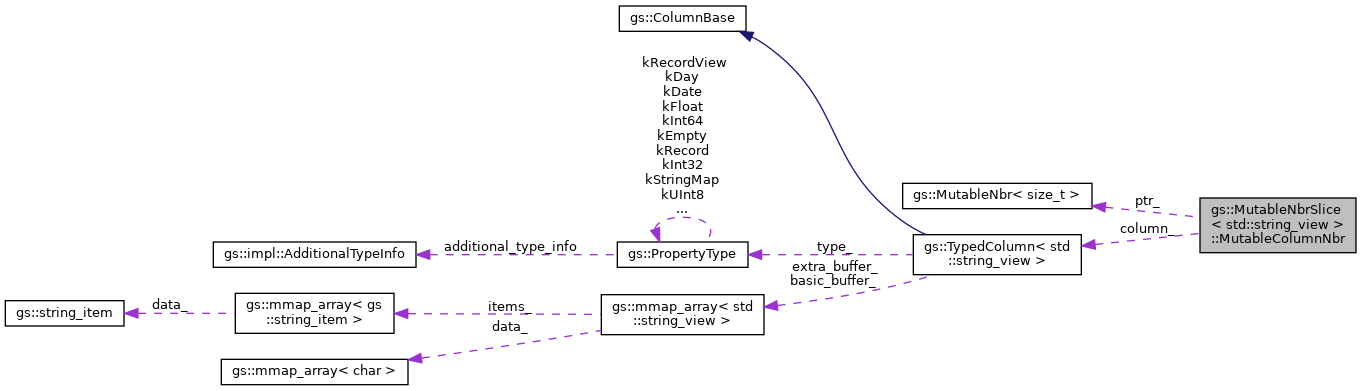 gs::ColumnBase
kRecordView
kDay
kDate
kFloat
kInt64
kEmpty
kRecord
kInt32
kStringMap
kUInt8
...
gs::MutableNbr< size_t >
ptr_
gs::MutableNbrSlice
< std::string_view >
::MutableColumnNbr
column_
gs::impl::AdditionalTypeInfo
additional_type_info
gs::PropertyType
type_
gs::TypedColumn< std
::string_view >
extra_buffer_
basic_buffer_
gs::string_item
data_
gs::mmap_array< gs
::string_item >
items_
gs::mmap_array< std
::string_view >
data_
gs::mmap_array< char >